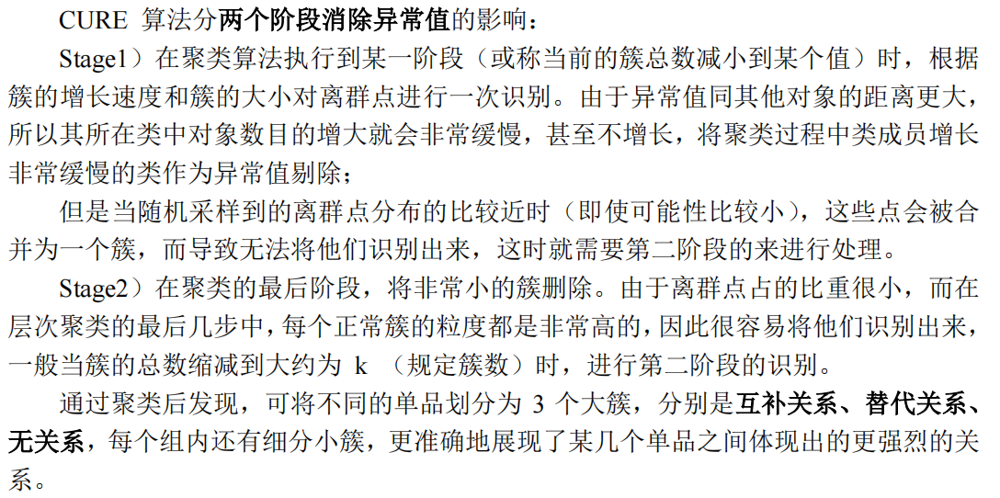 CURE 算法分两个阶段消除异常值的影响：
Stage1）在聚类算法执行到某一阶段（或称当前的簇总数减小到某个值）时，根据
簇的增长速度和簇的大小对离群点进行一次识别。由于异常值同其他对象的距离更大，
所以其所在类中对象数目的增大就会非常缓慢，甚至不增长，将聚类过程中类成员增长
非常缓慢的类作为异常值剔除；
但是当随机采样到的离群点分布的比较近时（即使可能性比较小），这些点会被合
并为一个簇，而导致无法将他们识别出来，这时就需要第二阶段的来进行处理。
Stage2）在聚类的最后阶段，将非常小的簇删除。由于离群点占的比重很小，而在
层次聚类的最后几步中，每个正常簇的粒度都是非常高的，因此很容易将他们识别出来，
一般当簇的总数缩减到大约为 k （规定簇数）时，进行第二阶段的识别。
通过聚类后发现，可将不同的单品划分为 3 个大簇，分别是互补关系、替代关系、
无关系，每个组内还有细分小簇，更准确地展现了某几个单品之间体现出的更强烈的关
系。